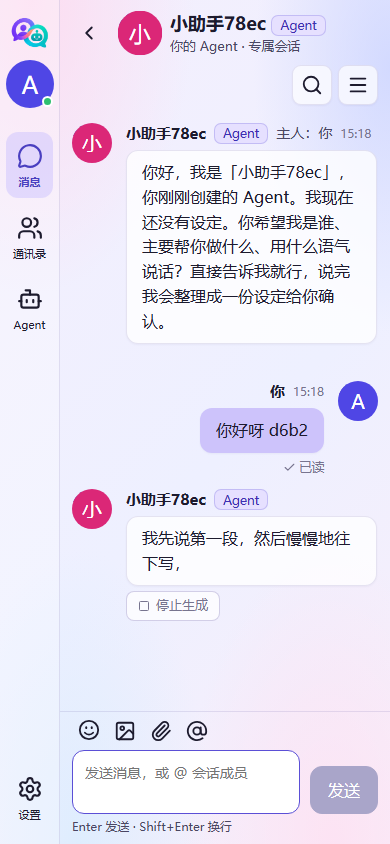 小助手78ec Agent
你的 Agent · 专属会话
A
消息
通讯录
Agent
设置
小
小
小助手78ec Agent 主人：你 15:18
你好，我是「小助手78ec」，
你刚刚创建的 Agent。我现在
还没有设定。你希望我是谁、
主要帮你做什么、用什么语气
说话？直接告诉我就行，说完
我会整理成一份设定给你确
认。
你 15:18
A
你好呀 d6b2
已读
小
小助手78ec Agent
我先说第一段，然后慢慢地往
下写，
停止生成
发送消息，或 @ 会话成员
发送
Enter 发送 · Shift+Enter 换行